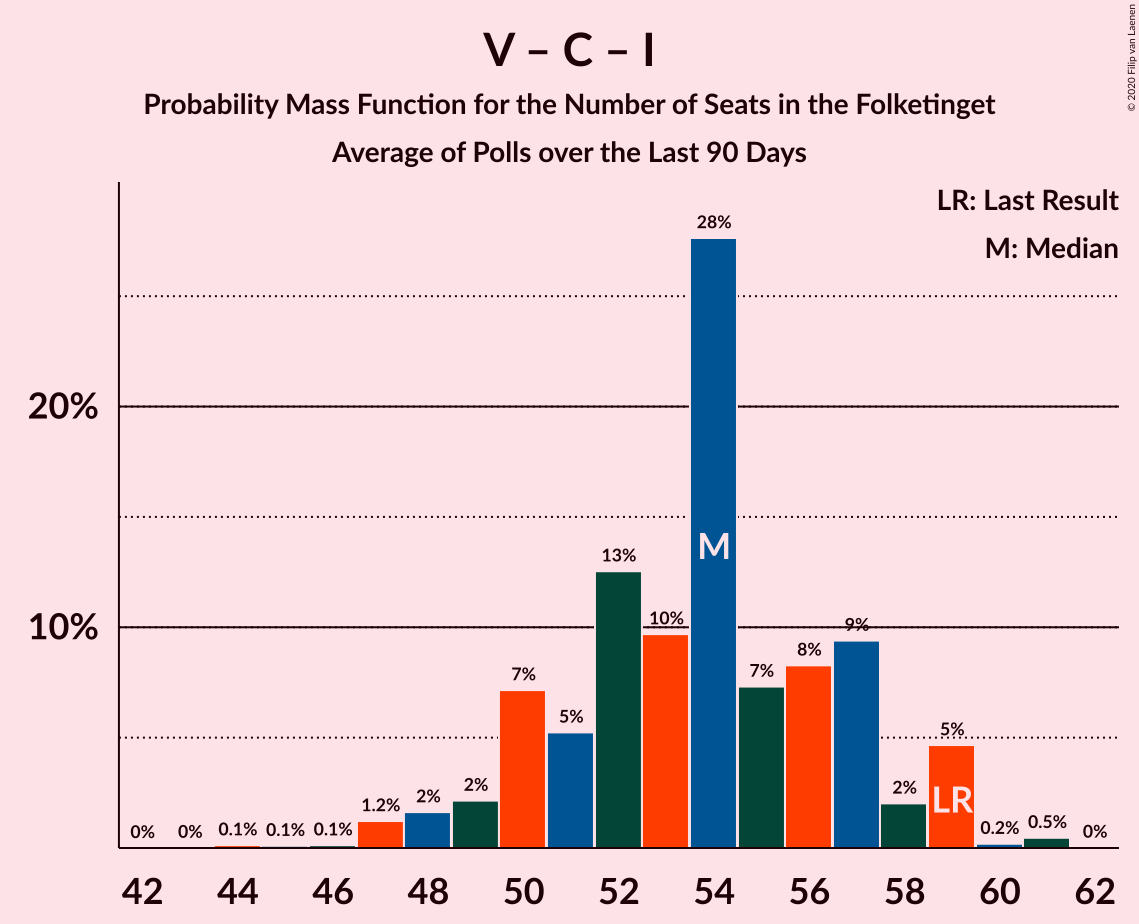 V – C – I
Probability Mass Function for the Number of Seats in the Folketinget
Average of Polls over the Last 90 Days
© 2020 Filip van Laenen
LR: Last Result
M: Median
20%
10%
0% 0% 0.1% 0.1% 0.1% 1.2% 2% 2% 7% 5% 13% 10% 28% 7% 8% 9% 2% 5% 0.2% 0.5% 0%
M
LR
42 44 46 48 50 52 54 56 58 60 62